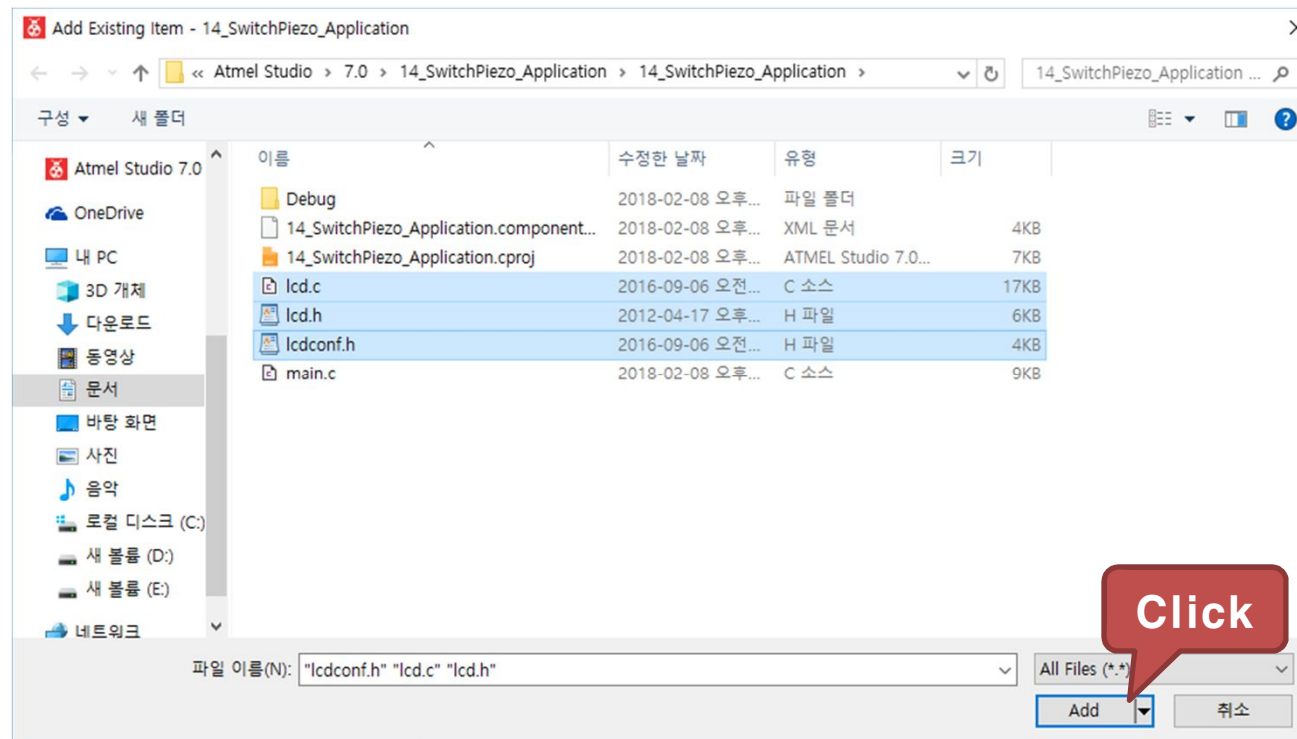 Add Existing Item - 14_SwitchPiezo_Application
« Atmel Studio › 7.0 › 14_SwitchPiezo_Application › 14_SwitchPiezo_Application ›
14_SwitchPiezo_Application ...
구성 새 폴더
이름 수정한 날짜 유형 크기
Atmel Studio 7.0
OneDrive
내 PC
3D 개체
다운로드
동영상
문서
바탕 화면
사진
음악
로컬 디스크 (C:)
새 볼륨 (D:)
새 볼륨 (E:)
네트워크
Debug 2018-02-08 오후... 파일 폴더
14_SwitchPiezo_Application.component... 2018-02-08 오후... XML 문서 4KB
14_SwitchPiezo_Application.cproj 2018-02-08 오후... ATMEL Studio 7.0... 7KB
lcd.c 2016-09-06 오전... C 소스 17KB
lcd.h 2012-04-17 오후... H 파일 6KB
lcdconf.h 2016-09-06 오전... H 파일 4KB
main.c 2018-02-08 오후... C 소스 9KB
Click
파일 이름(N): "lcdconf.h" "lcd.c" "lcd.h"
All Files (*.*)
Add 취소